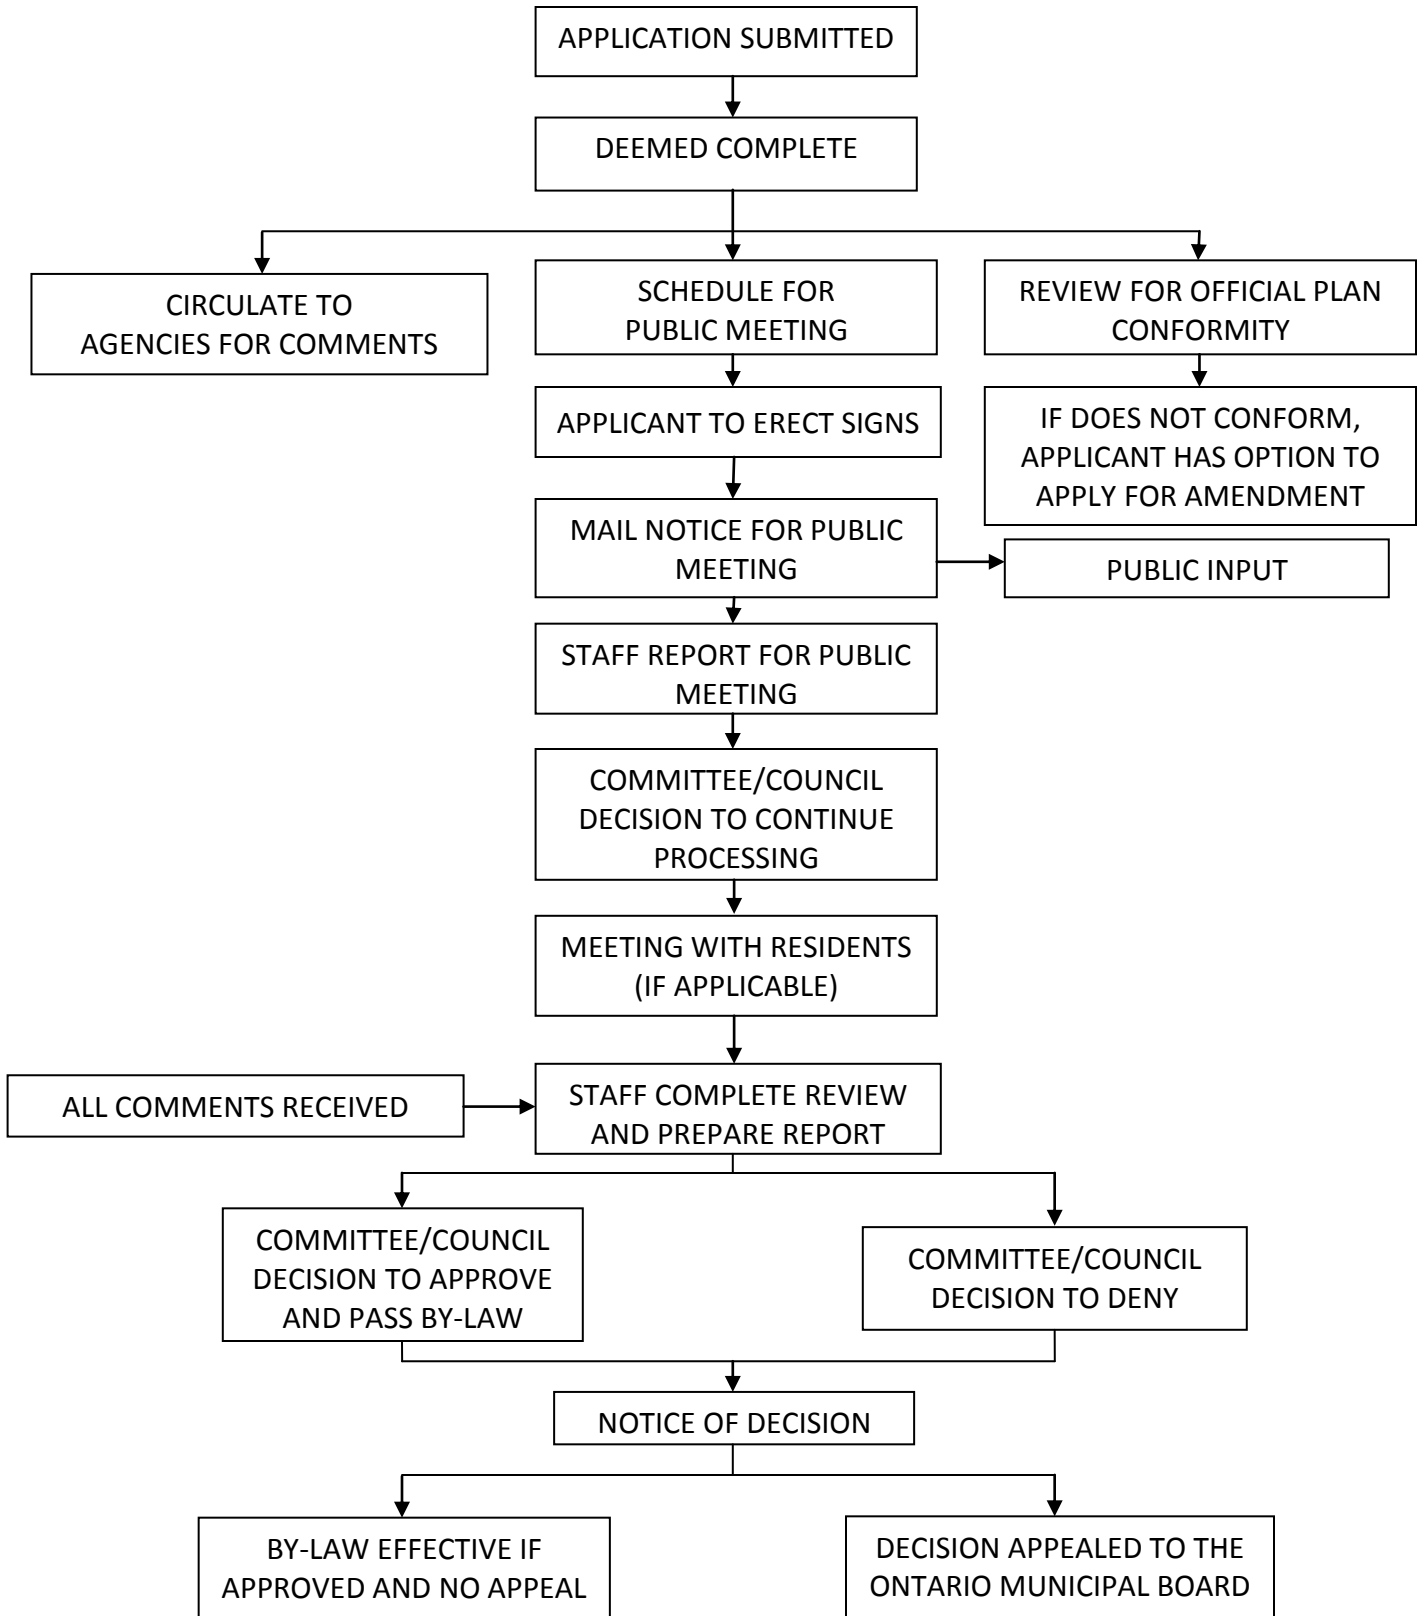 APPLICATION SUBMITTED
DEEMED COMPLETE
CIRCULATE TO
AGENCIES FOR COMMENTS
SCHEDULE FOR
PUBLIC MEETING
REVIEW FOR OFFICIAL PLAN
CONFORMITY
APPLICANT TO ERECT SIGNS
IF DOES NOT CONFORM,
APPLICANT HAS OPTION TO
APPLY FOR AMENDMENT
MAIL NOTICE FOR PUBLIC
MEETING
PUBLIC INPUT
STAFF REPORT FOR PUBLIC
MEETING
COMMITTEE/COUNCIL
DECISION TO CONTINUE
PROCESSING
MEETING WITH RESIDENTS
(IF APPLICABLE)
ALL COMMENTS RECEIVED
STAFF COMPLETE REVIEW
AND PREPARE REPORT
COMMITTEE/COUNCIL
DECISION TO APPROVE
AND PASS BY-LAW
COMMITTEE/COUNCIL
DECISION TO DENY
NOTICE OF DECISION
BY-LAW EFFECTIVE IF
APPROVED AND NO APPEAL
DECISION APPEALED TO THE
ONTARIO MUNICIPAL BOARD